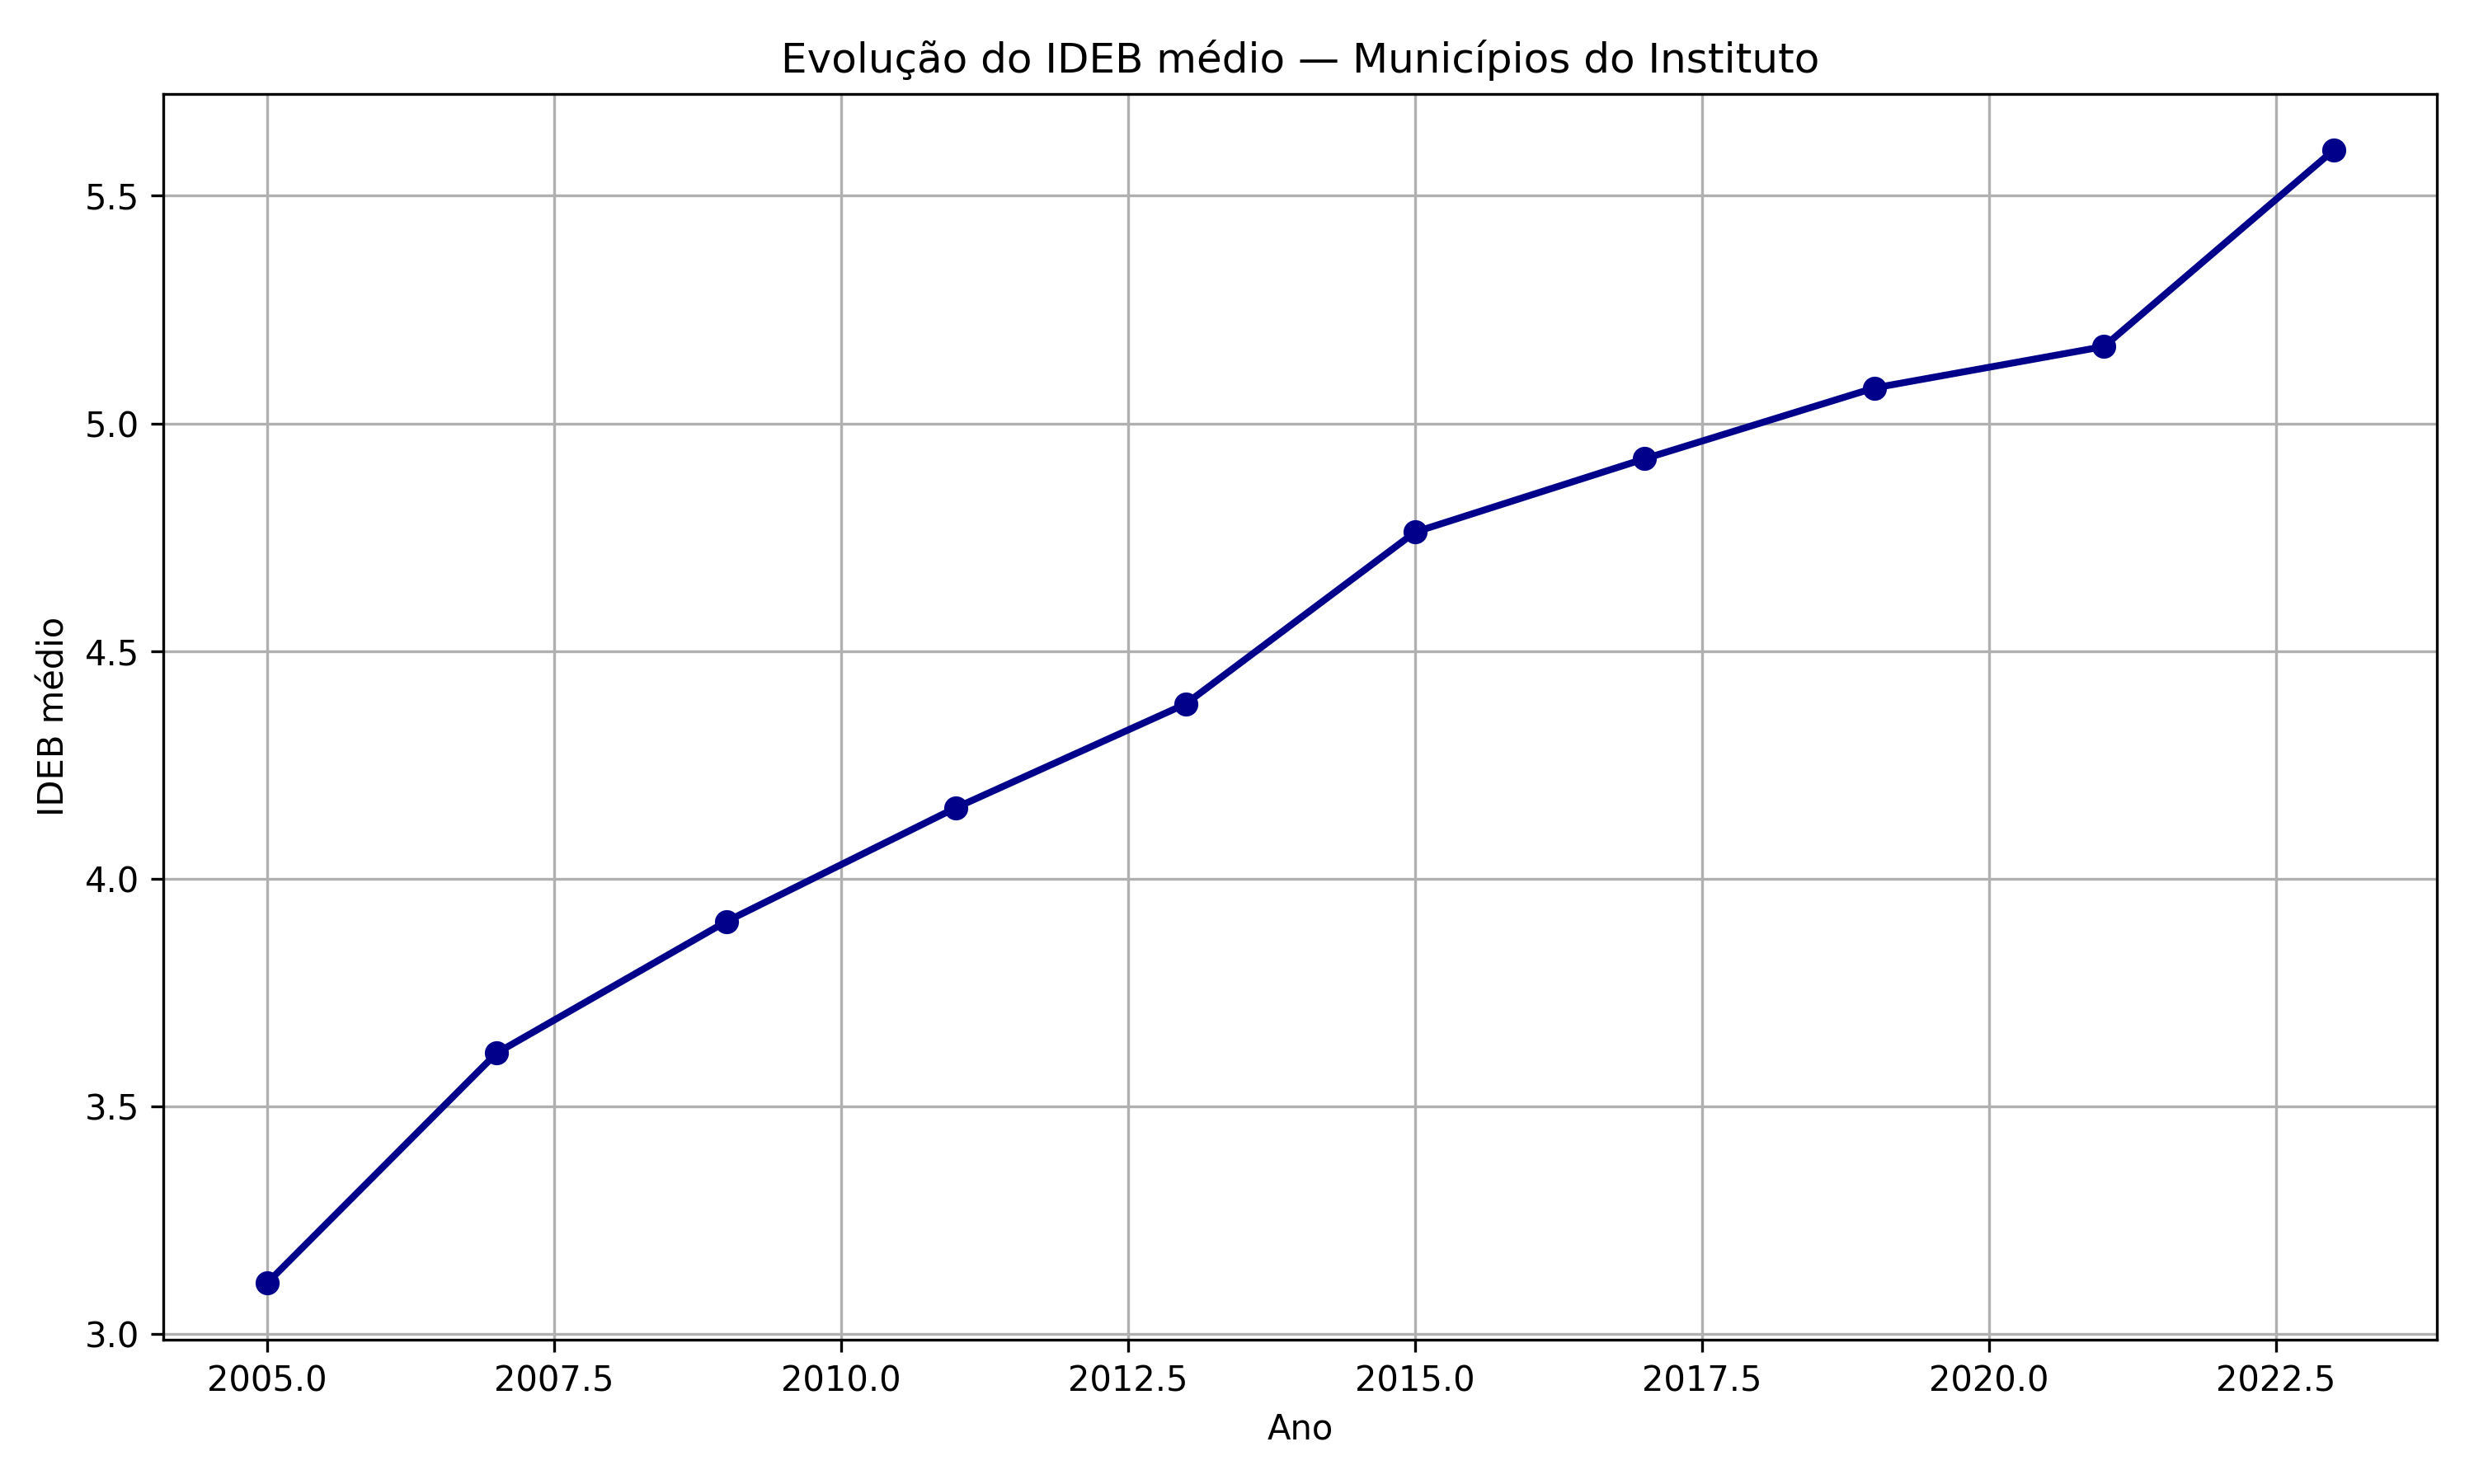 Evolução do IDEB médio — Municípios do Instituto
IDEB médio
5.5
5.0
4.5
4.0
3.5
3.0
2005.0 2007.5 2010.0 2012.5 2015.0 2017.5 2020.0 2022.5
Ano